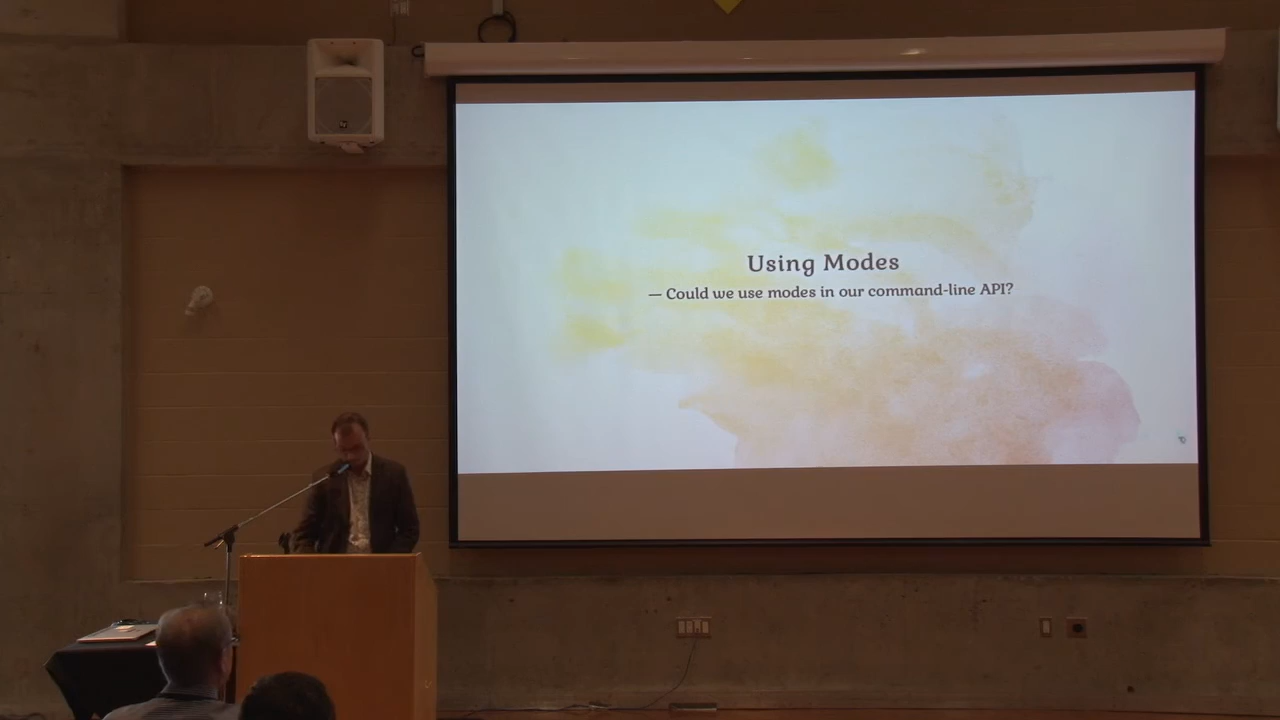 Using Modes
— Could we use modes in our command-line API?